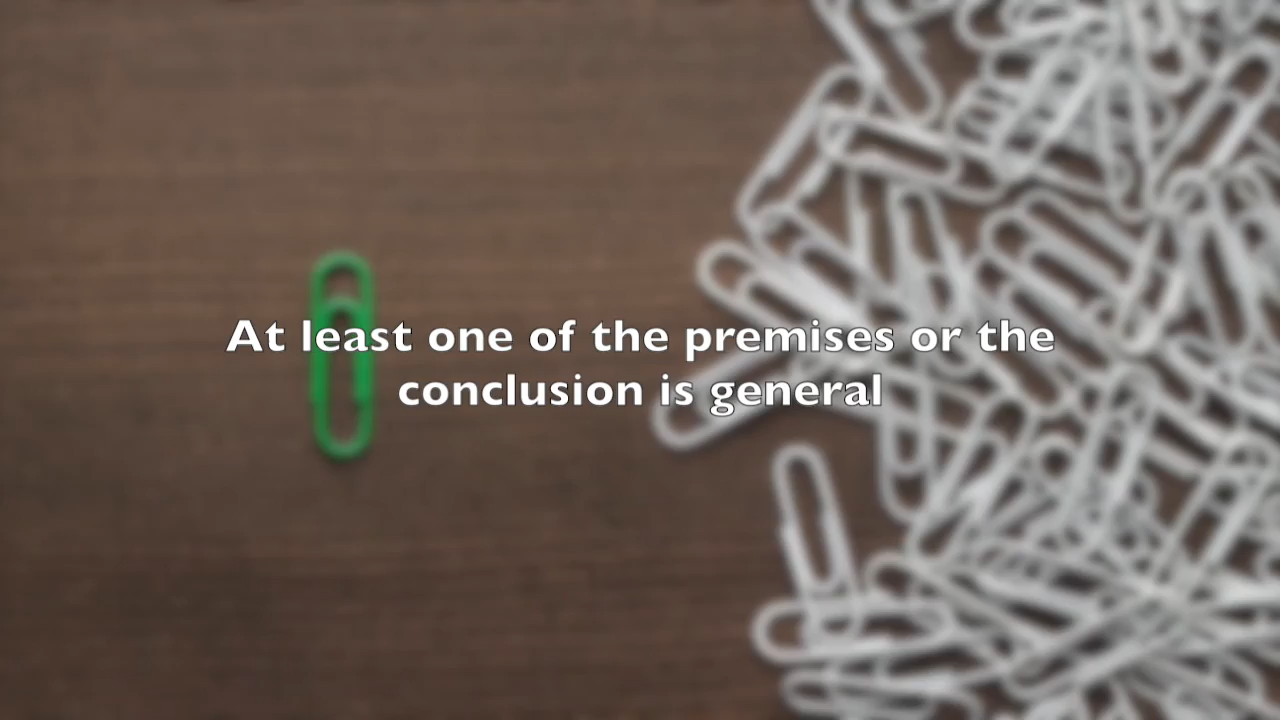 At least one of the premises or the
conclusion is general